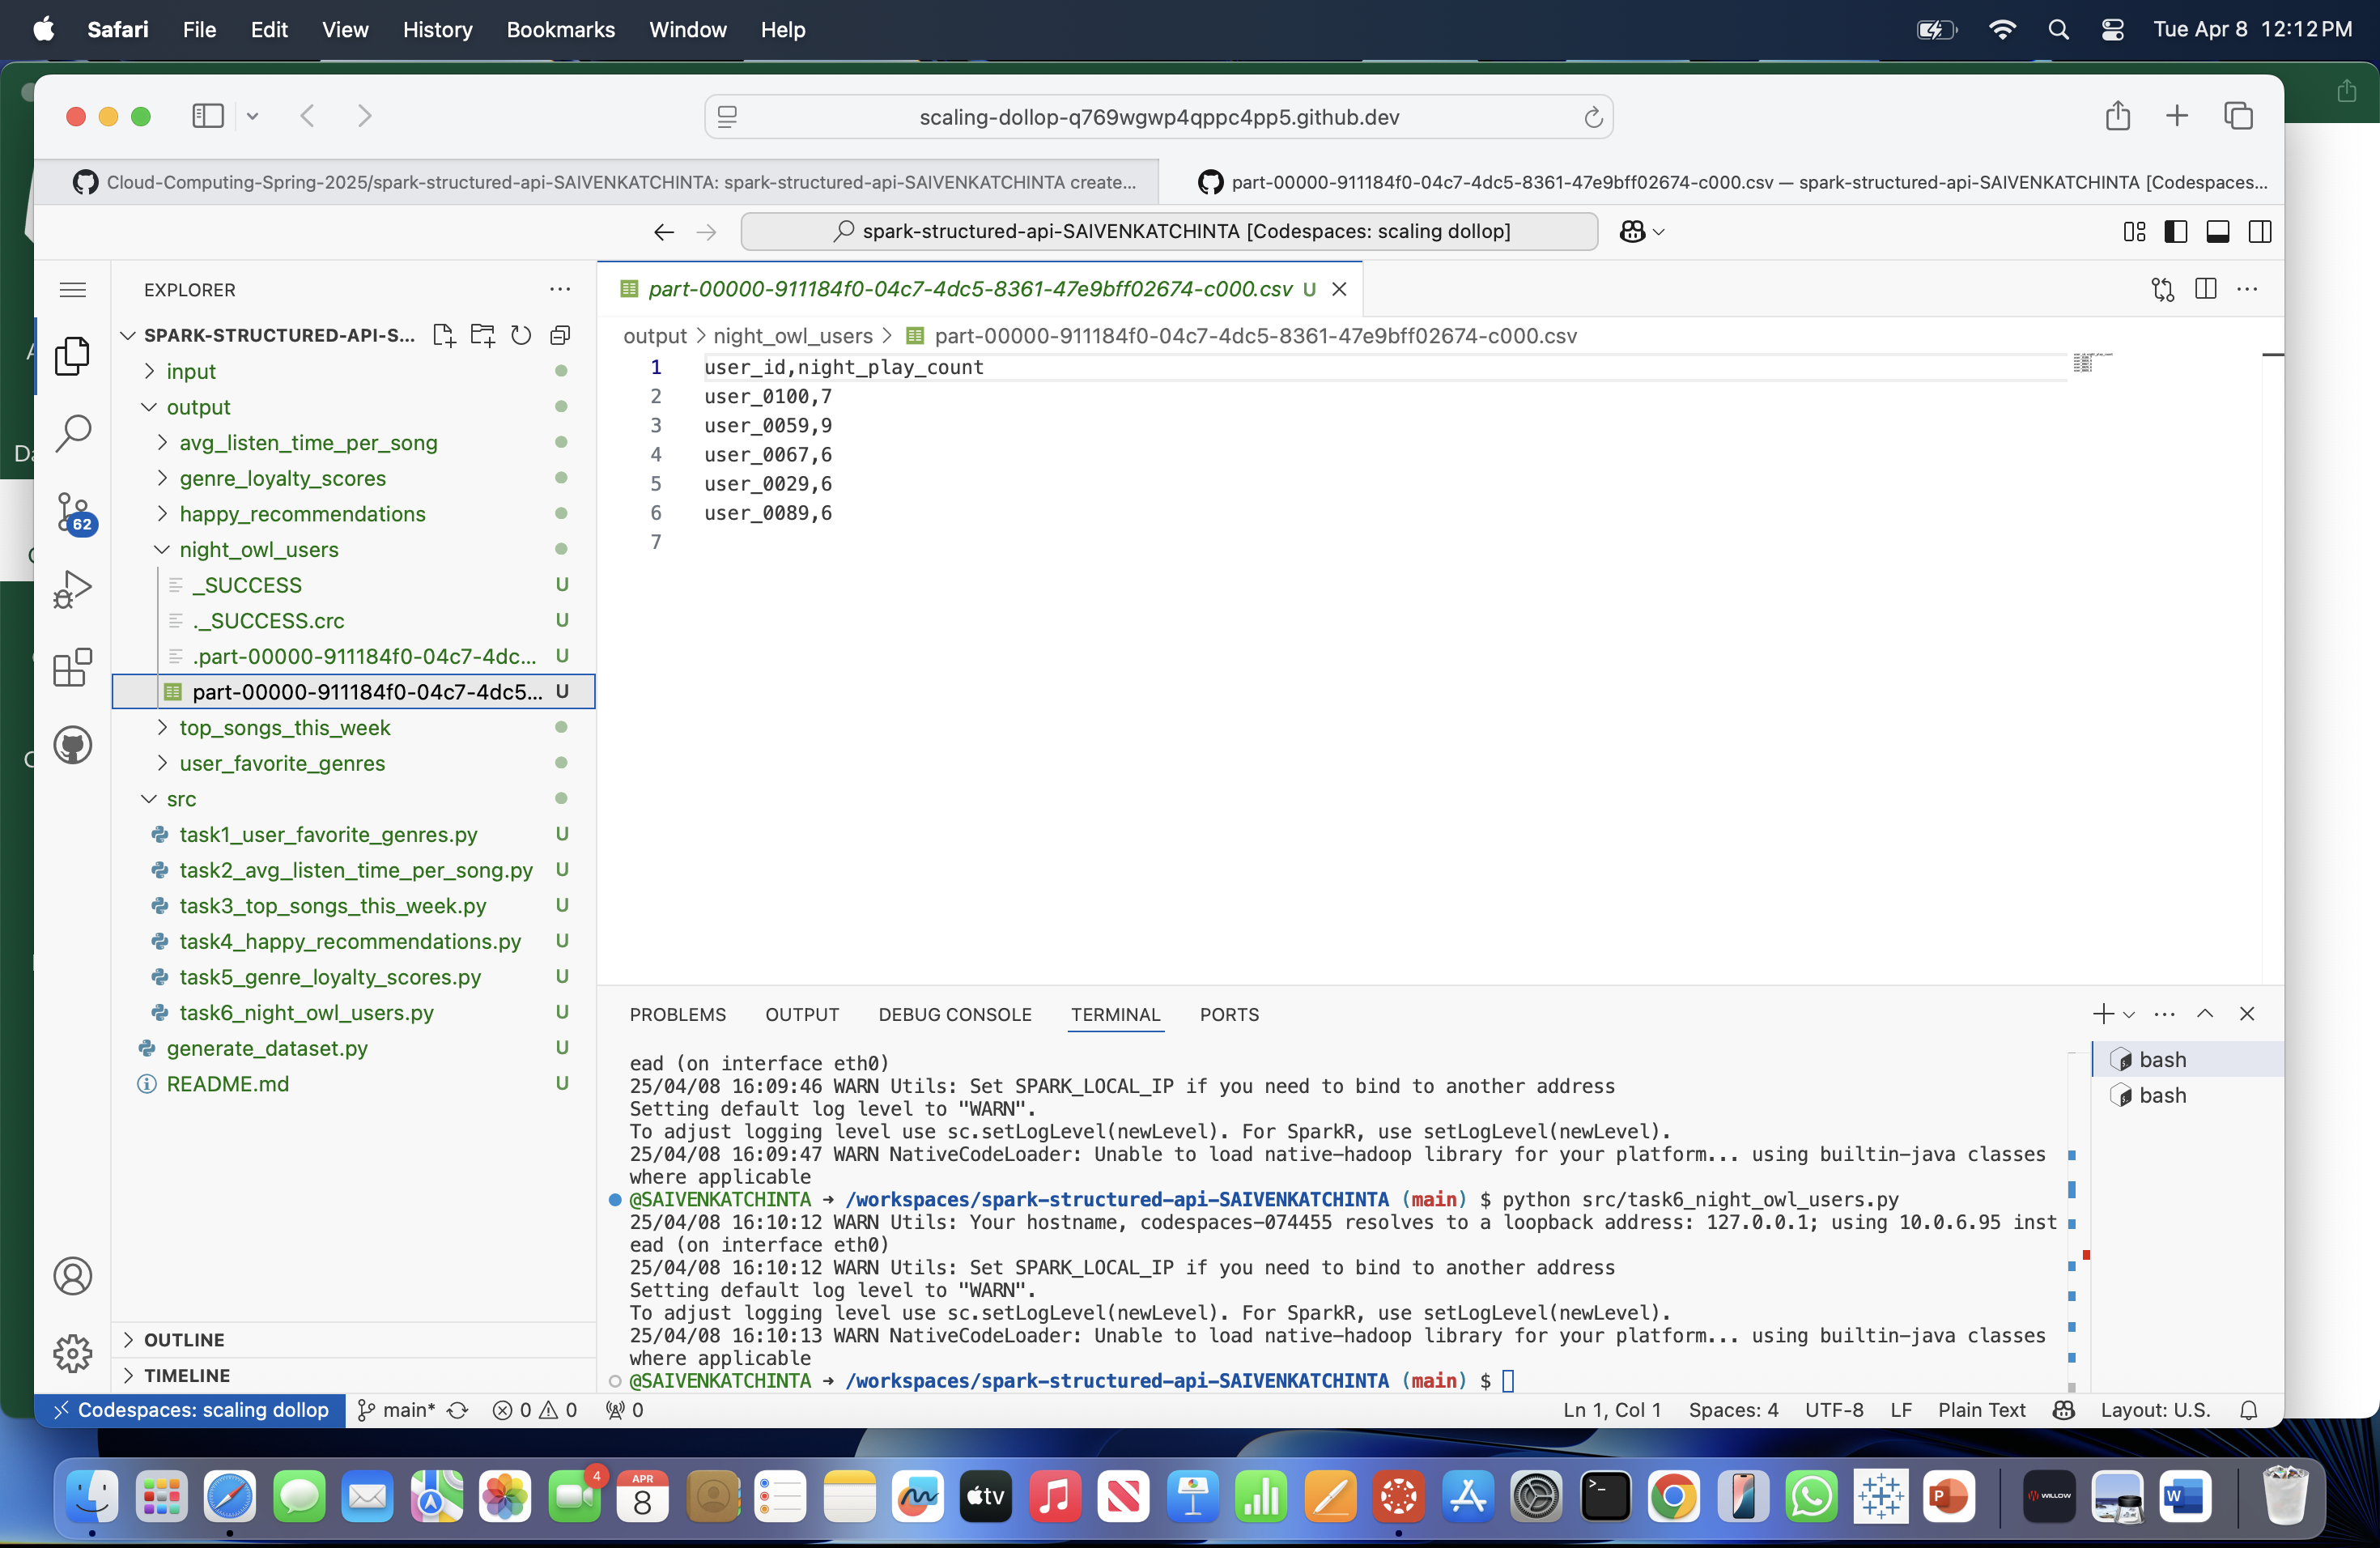 Safari File Edit View History Bookmarks Window Help Tue Apr 8 12:12 PM
scaling-dollop-q769wgwp4qppc4pp5.github.dev
Cloud-Computing-Spring-2025/spark-structured-api-SAIVENKATCHINTA: spark-structured-api-SAIVENKATCHINTA create...
part-00000-911184f0-04c7-4dc5-8361-47e9bff02674-c000.csv — spark-structured-api-SAIVENKATCHINTA [Codespaces...
spark-structured-api-SAIVENKATCHINTA [Codespaces: scaling dollop]
EXPLORER
SPARK-STRUCTURED-API-S...
input
output
avg_listen_time_per_song
genre_loyalty_scores
happy_recommendations
62
night_owl_users
_SUCCESS U
._SUCCESS.crc U
.part-00000-911184f0-04c7-4dc... U
part-00000-911184f0-04c7-4dc5... U
top_songs_this_week
user_favorite_genres
src
task1_user_favorite_genres.py U
task2_avg_listen_time_per_song.py U
task3_top_songs_this_week.py U
task4_happy_recommendations.py U
task5_genre_loyalty_scores.py U
task6_night_owl_users.py U
generate_dataset.py U
README.md U
OUTLINE
TIMELINE
part-00000-911184f0-04c7-4dc5-8361-47e9bff02674-c000.csv U
output > night_owl_users > part-00000-911184f0-04c7-4dc5-8361-47e9bff02674-c000.csv
1 user_id,night_play_count
2 user_0100,7
3 user_0059,9
4 user_0067,6
5 user_0029,6
6 user_0089,6
7
PROBLEMS OUTPUT DEBUG CONSOLE TERMINAL PORTS
ead (on interface eth0)
25/04/08 16:09:46 WARN Utils: Set SPARK_LOCAL_IP if you need to bind to another address
Setting default log level to "WARN".
To adjust logging level use sc.setLogLevel(newLevel). For SparkR, use setLogLevel(newLevel).
25/04/08 16:09:47 WARN NativeCodeLoader: Unable to load native-hadoop library for your platform... using builtin-java classes
where applicable
@SAIVENKATCHINTA → /workspaces/spark-structured-api-SAIVENKATCHINTA (main) $ python src/task6_night_owl_users.py
25/04/08 16:10:12 WARN Utils: Your hostname, codespaces-074455 resolves to a loopback address: 127.0.0.1; using 10.0.6.95 inst
ead (on interface eth0)
25/04/08 16:10:12 WARN Utils: Set SPARK_LOCAL_IP if you need to bind to another address
Setting default log level to "WARN".
To adjust logging level use sc.setLogLevel(newLevel). For SparkR, use setLogLevel(newLevel).
25/04/08 16:10:13 WARN NativeCodeLoader: Unable to load native-hadoop library for your platform... using builtin-java classes
where applicable
@SAIVENKATCHINTA → /workspaces/spark-structured-api-SAIVENKATCHINTA (main) $
bash
bash
Codespaces: scaling dollop main* 0 0 0 Ln 1, Col 1 Spaces: 4 UTF-8 LF Plain Text Layout: U.S.
4
APR
8
tv
WILLOW
P
W